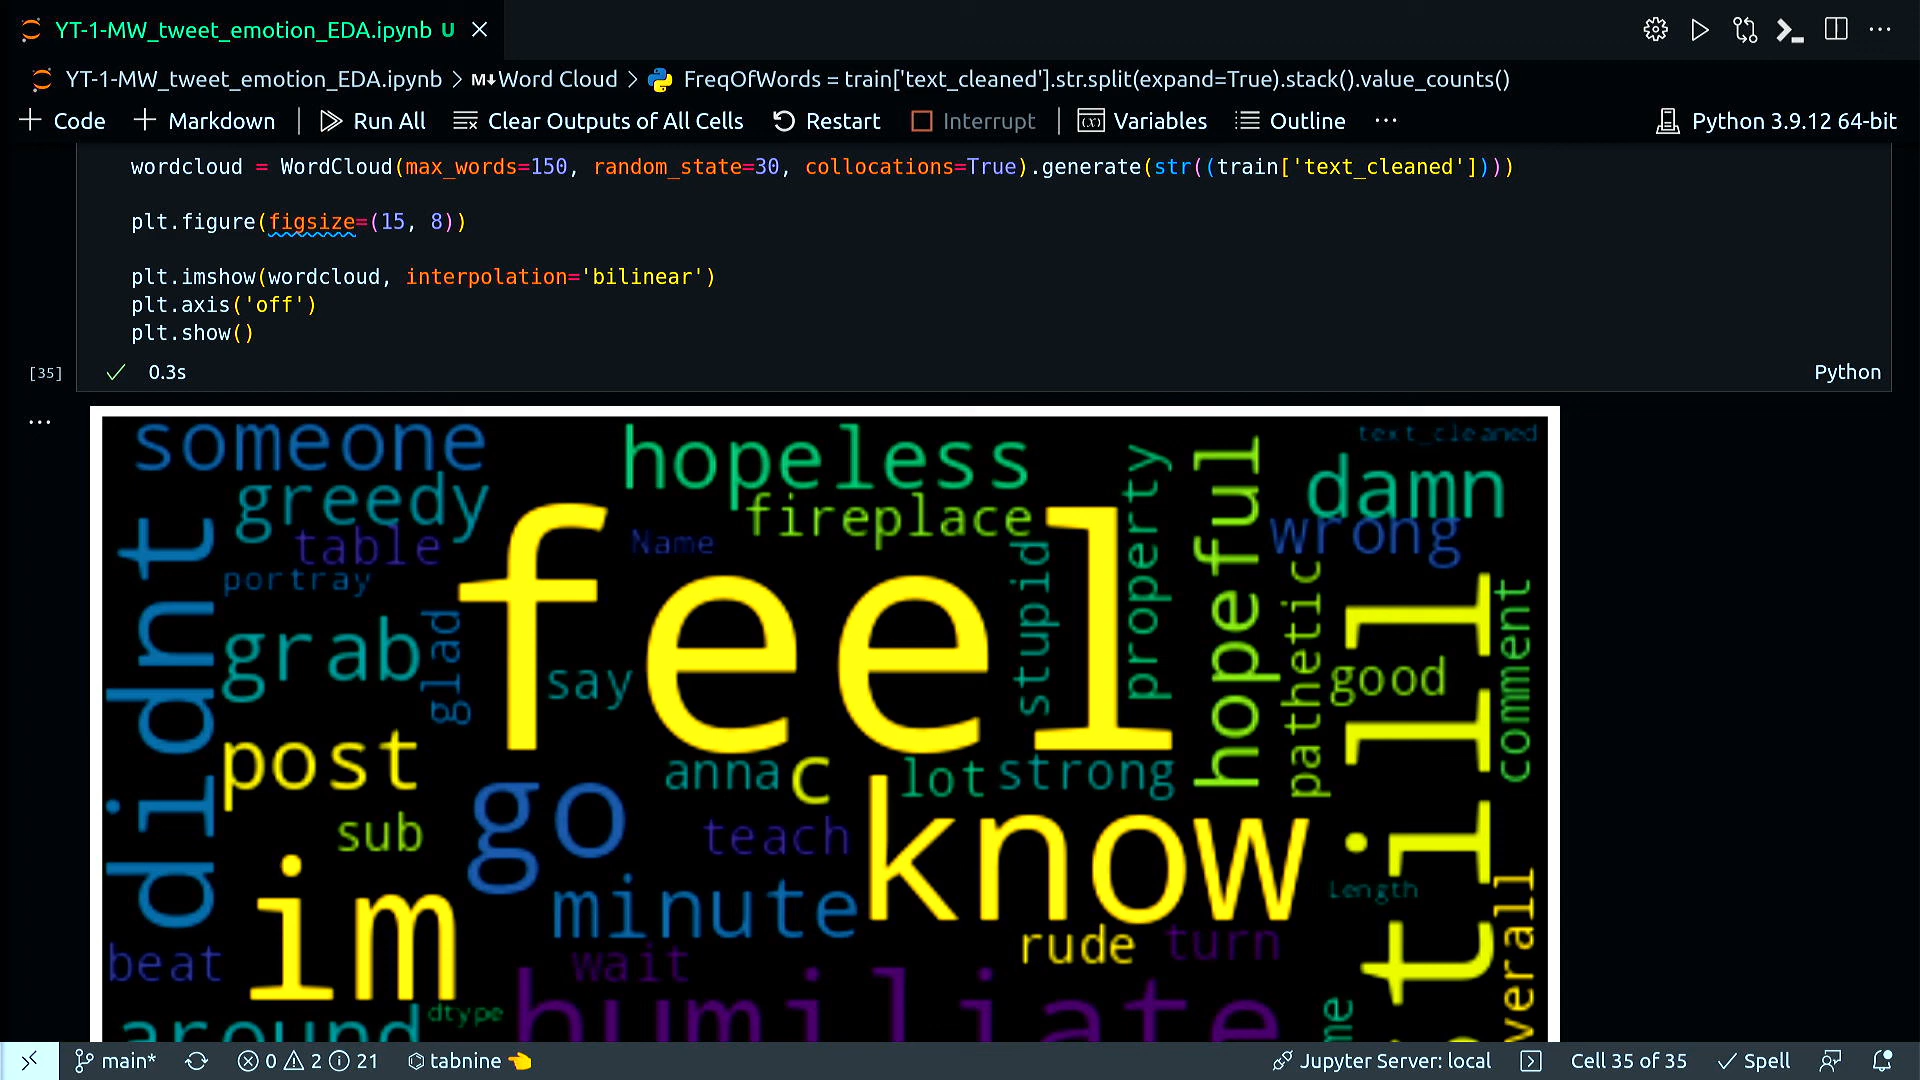 YT-1-MW_tweet_emotion_EDA.ipynb U
YT-1-MW_tweet_emotion_EDA.ipynb > M↓Word Cloud > FreqOfWords = train['text_cleaned'].str.split(expand=True).stack().value_counts()
+ Code + Markdown | Run All Clear Outputs of All Cells Restart Interrupt | Variables Outline ··· Python 3.9.12 64-bit
wordcloud = WordCloud(max_words=150, random_state=30, collocations=True).generate(str((train['text_cleaned'])))
plt.figure(figsize=(15, 8))
plt.imshow(wordcloud, interpolation='bilinear')
plt.axis('off')
plt.show()
[35] ✓ 0.3s Python
someone
hopeless
text_cleaned
greedy
fireplace
property
hopeful
damn
wrong
didnt
table
Name
feel
stupid
portray
pathetic
still
comment
grab
glad
say
good
post
anna
c
lot
strong
go
sub
teach
know
im
minute
Length
rude
turn
overall
beat
wait
dtype
humiliate
around
main* 0 2 21 tabnine Jupyter Server: local Cell 35 of 35 Spell